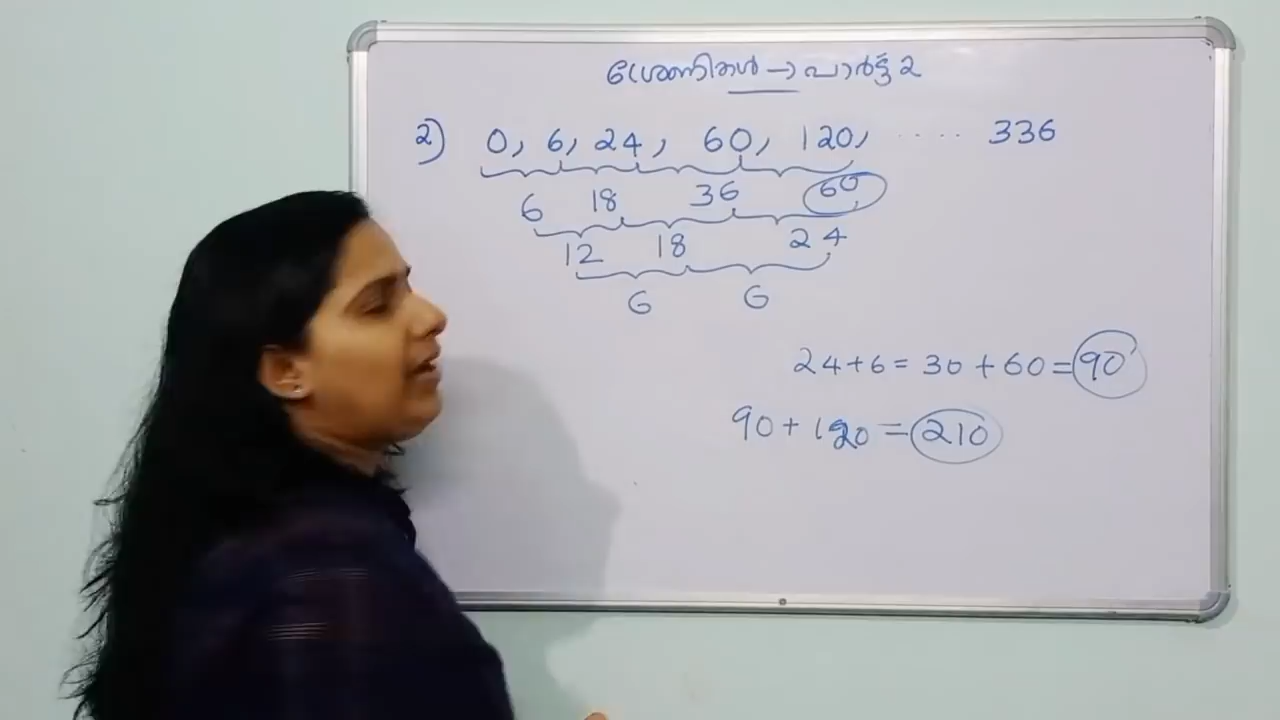 ശ്രേണികൾ → പാർട്ട് 2
2) 0, 6, 24, 60, 120, ..... 336
6 18 36 60
12 18 24
6 6
24+6=30+60=90
90+120=210